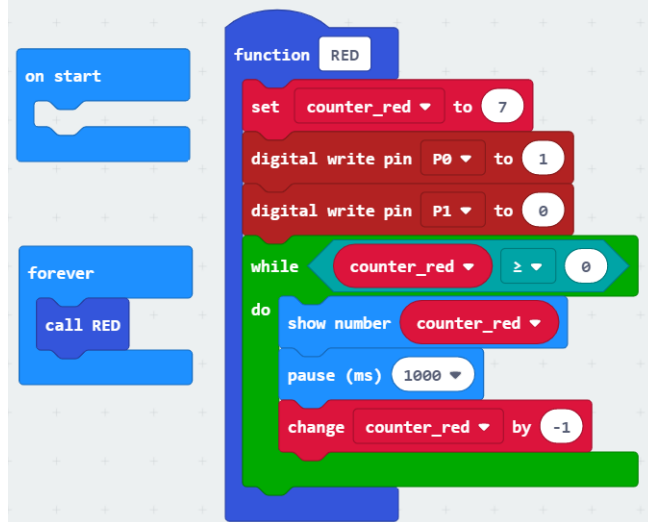 on start
forever
call RED
function RED
set counter_red to 7
digital write pin P0 to 1
digital write pin P1 to 0
while counter_red ≥ 0
do
show number counter_red
pause (ms) 1000
change counter_red by -1